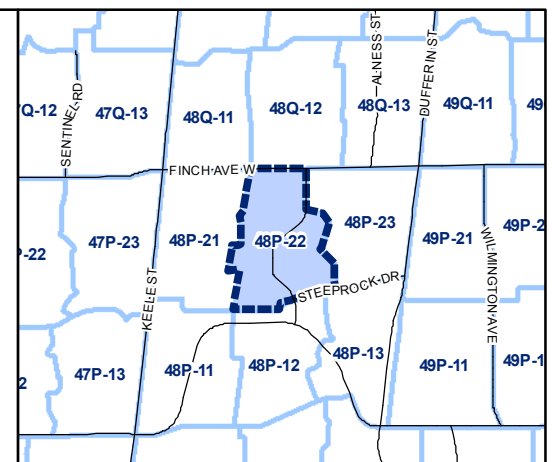 ALNESS ST
DUFFERIN ST
SENTINEL RD
Q-12
47Q-13
48Q-11
48Q-12
48Q-13
49Q-11
49
FINCH AVE W
-22
47P-23
48P-21
48P-22
48P-23
49P-21
49P-2
WILMINGTON AVE
KEELE ST
STEEPROCK DR
2
47P-13
48P-11
48P-12
48P-13
49P-11
49P-1